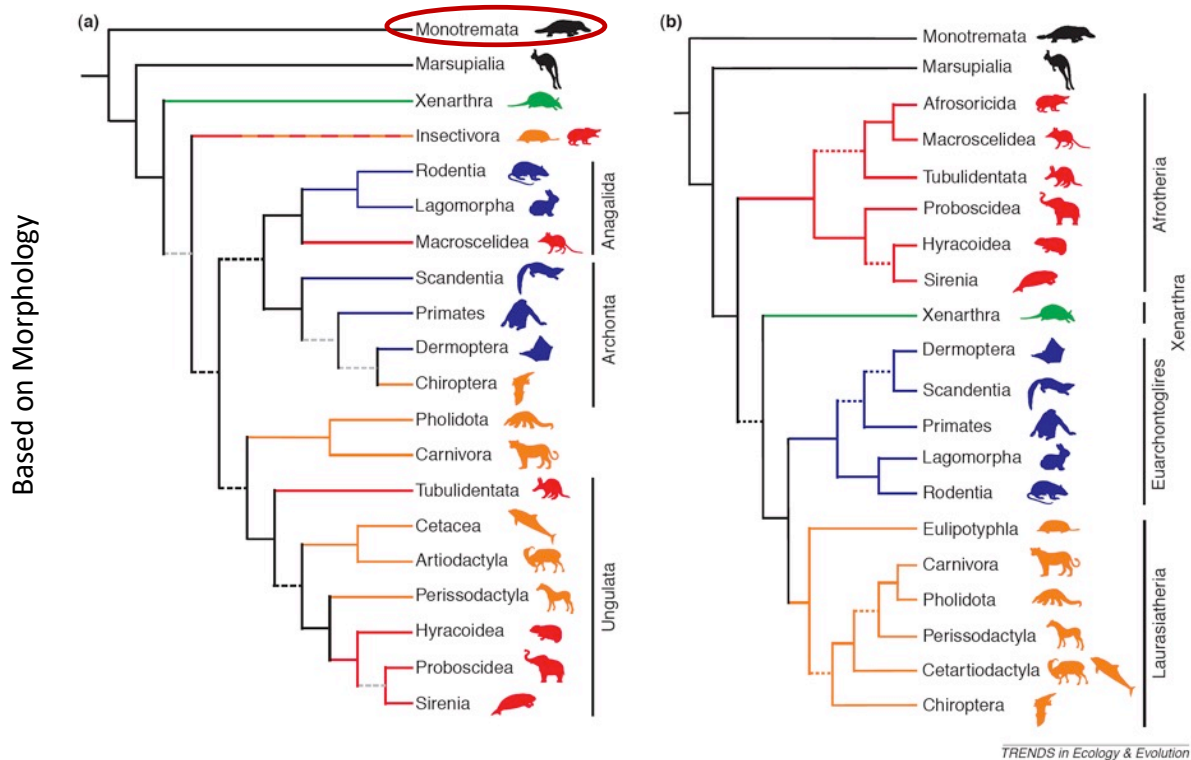 Based on Morphology
(a)
Monotremata
Marsupialia
Xenarthra
Insectivora
Rodentia
Lagomorpha
Macroscelidea
Scandentia
Primates
Dermoptera
Chiroptera
Pholidota
Carnivora
Tubulidentata
Cetacea
Artiodactyla
Perissodactyla
Hyracoidea
Proboscidea
Sirenia
Anagalida
Archonta
Ungulata
(b)
Monotremata
Marsupialia
Afrosoricida
Macroscelidea
Tubulidentata
Proboscidea
Hyracoidea
Sirenia
Xenarthra
Dermoptera
Scandentia
Primates
Lagomorpha
Rodentia
Eulipotyphla
Carnivora
Pholidota
Perissodactyla
Cetartiodactyla
Chiroptera
Afrotheria
Xenarthra
Euarchontoglires
Laurasiatheria
TRENDS in Ecology & Evolution